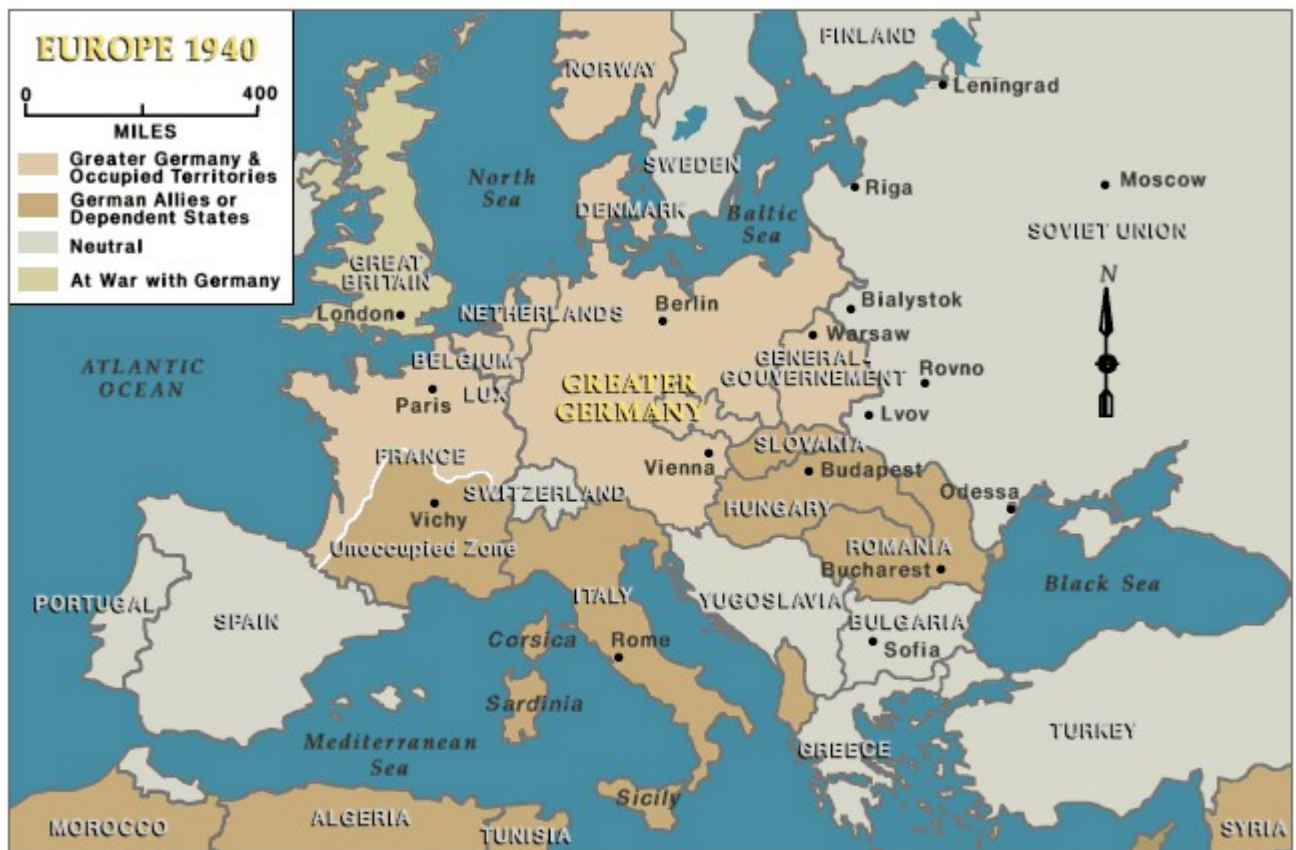 EUROPE 1940
0 400
MILES
Greater Germany &
Occupied Territories
German Allies or
Dependent States
Neutral
At War with Germany
FINLAND
NORWAY
Leningrad
SWEDEN
North
Sea
Riga
Moscow
DENMARK
Baltic
Sea
SOVIET UNION
GREAT
BRITAIN
N
London
NETHERLANDS
Berlin
Bialystok
Warsaw
ATLANTIC
OCEAN
BELGIUM
GENERAL-
GOUVERNEMENT
Rovno
LUX
Paris
GREATER
GERMANY
Lvov
FRANCE
SLOVAKIA
Vienna
Budapest
SWITZERLAND
Odessa
Vichy
HUNGARY
Unoccupied Zone
ROMANIA
Bucharest
Black Sea
PORTUGAL
SPAIN
ITALY
YUGOSLAVIA
BULGARIA
Sofia
Corsica
Rome
Sardinia
Mediterranean
Sea
TURKEY
GREECE
Sicily
MOROCCO
ALGERIA
TUNISIA
SYRIA